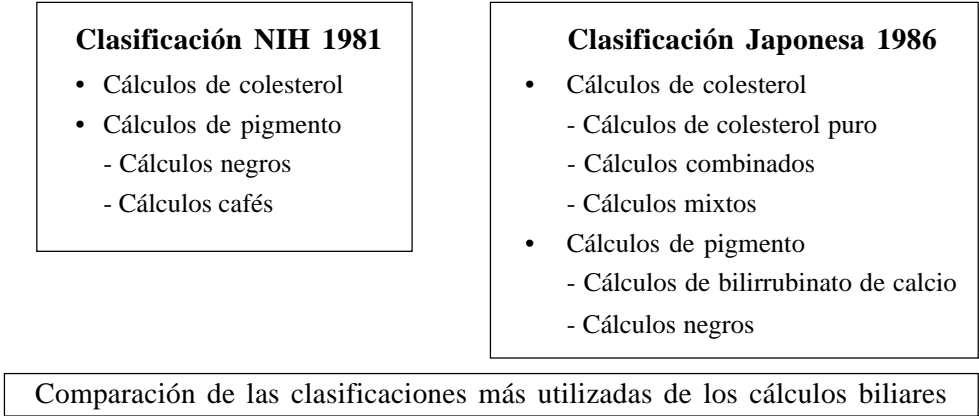 Clasificación NIH 1981
• Cálculos de colesterol
• Cálculos de pigmento
- Cálculos negros
- Cálculos cafés
Clasificación Japonesa 1986
• Cálculos de colesterol
- Cálculos de colesterol puro
- Cálculos combinados
- Cálculos mixtos
• Cálculos de pigmento
- Cálculos de bilirrubinato de calcio
- Cálculos negros
Comparación de las clasificaciones más utilizadas de los cálculos biliares